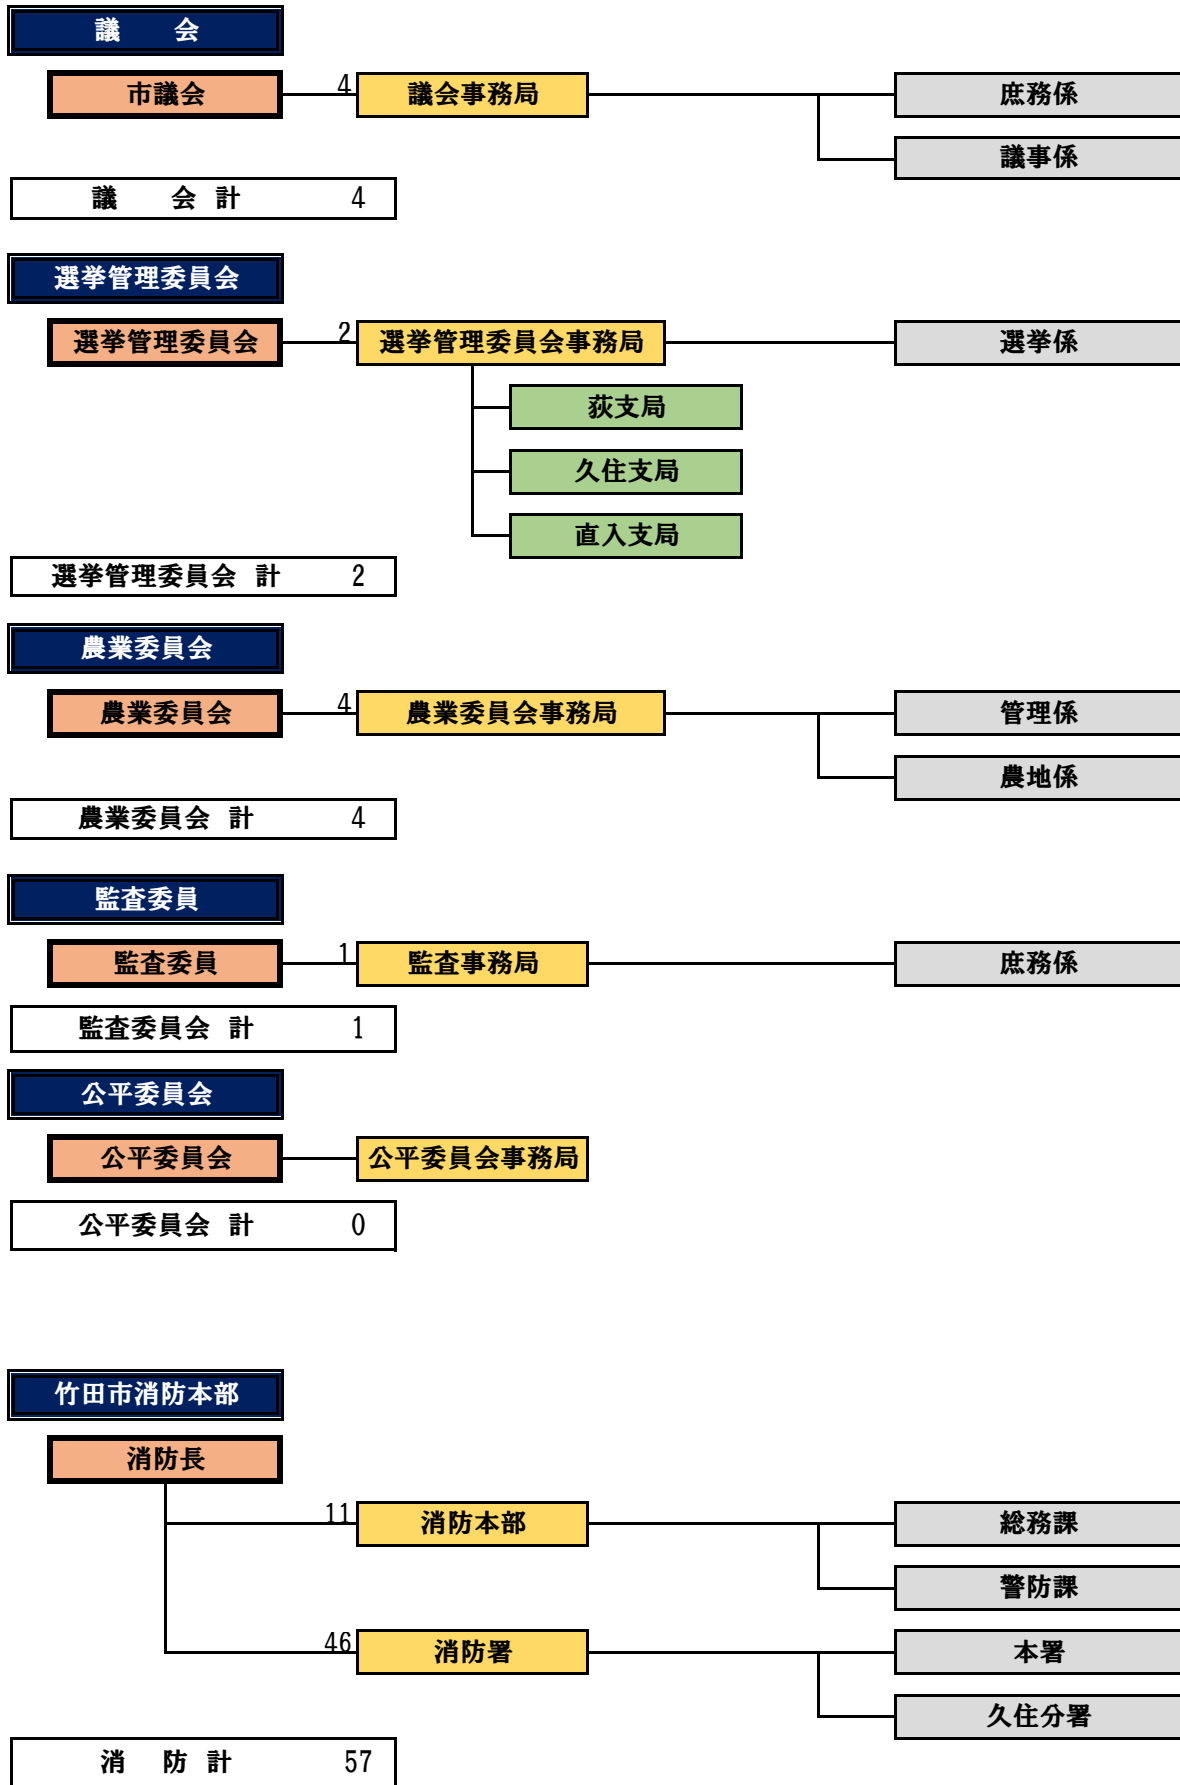 議　　会
市議会 4 議会事務局 庶務係
議事係
議　　会 計 4
選挙管理委員会
選挙管理委員会 2 選挙管理委員会事務局 選挙係
荻支局
久住支局
直入支局
選挙管理委員会 計 2
農業委員会
農業委員会 4 農業委員会事務局 管理係
農地係
農業委員会 計 4
監査委員
監査委員 1 監査事務局 庶務係
監査委員会 計 1
公平委員会
公平委員会 公平委員会事務局
公平委員会 計 0
竹田市消防本部
消防長
11 消防本部 総務課
警防課
46 消防署 本署
久住分署
消　防 計 57